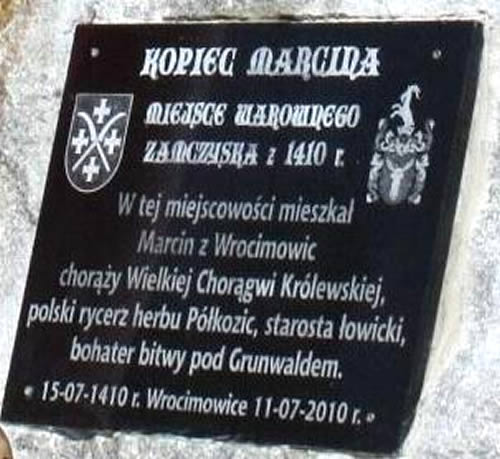 KOPIEC MARCINA
MIEJSCE WAROWNEGO
ZAMCZYSKA z 1410 r.
W tej miejscowości mieszkał
Marcin z Wrocimowic
chorąży Wielkiej Chorągwi Królewskiej,
polski rycerz herbu Półkozic, starosta łowicki,
bohater bitwy pod Grunwaldem.
15-07-1410 r. Wrocimowice 11-07-2010 r.